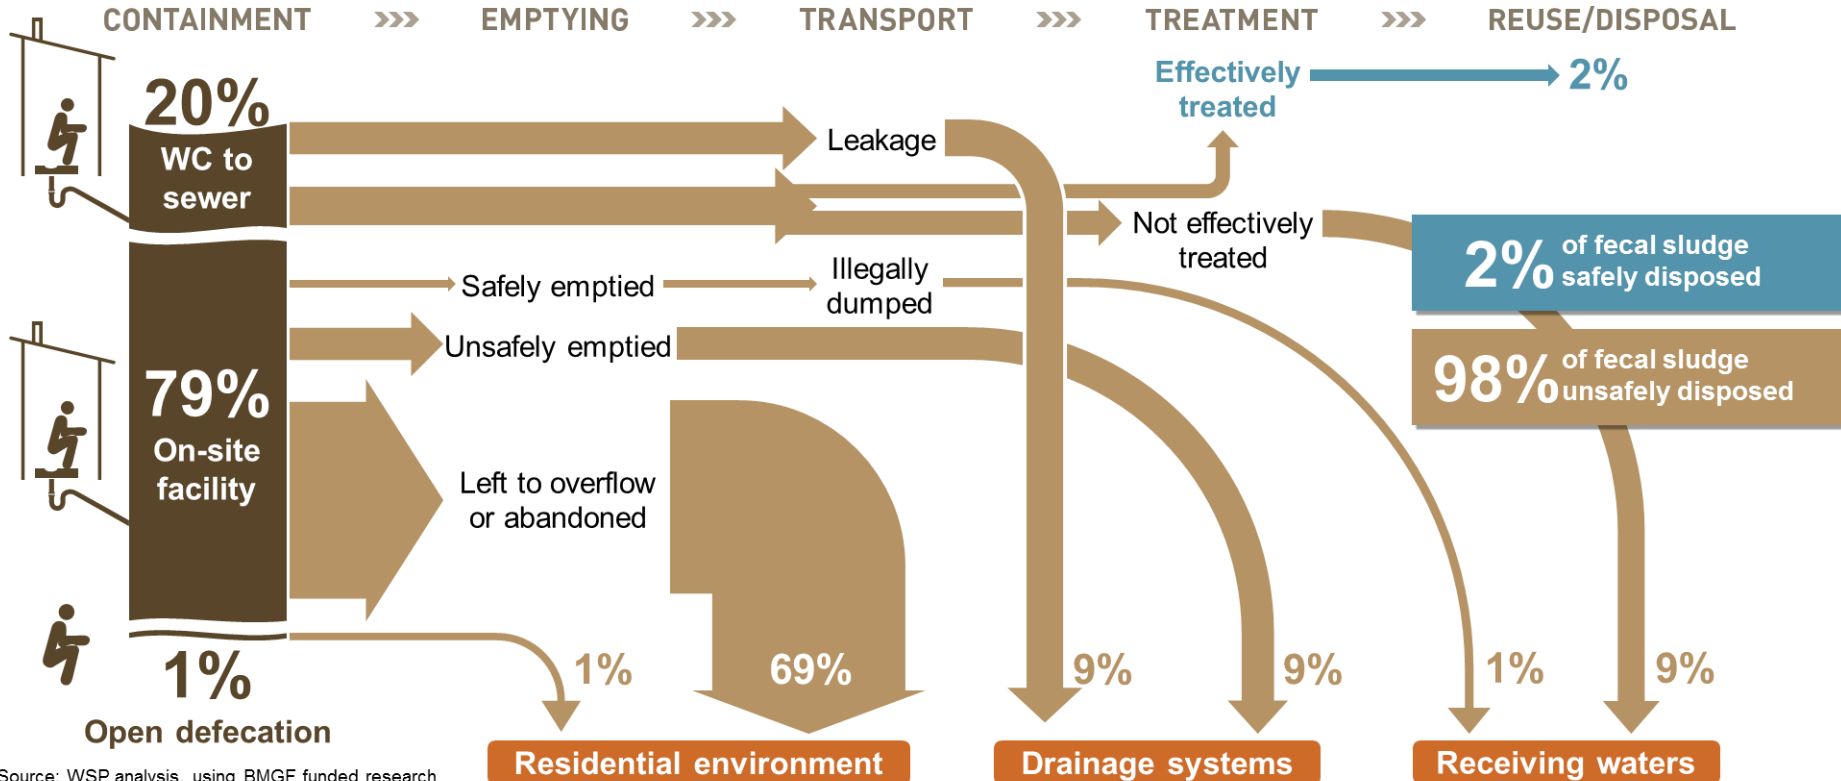 CONTAINMENT >>> EMPTYING >>> TRANSPORT >>> TREATMENT >>> REUSE/DISPOSAL
20%
WC to
sewer
Leakage
Effectively
treated
2%
Not effectively
treated
2% of fecal sludge
safely disposed
98% of fecal sludge
unsafely disposed
79%
On-site
facility
Safely emptied
Illegally
dumped
Unsafely emptied
Left to overflow
or abandoned
1%
Open defecation
1%
69%
9%
9%
1%
9%
Residential environment
Drainage systems
Receiving waters
Source: WSP analysis, using BMGF funded research